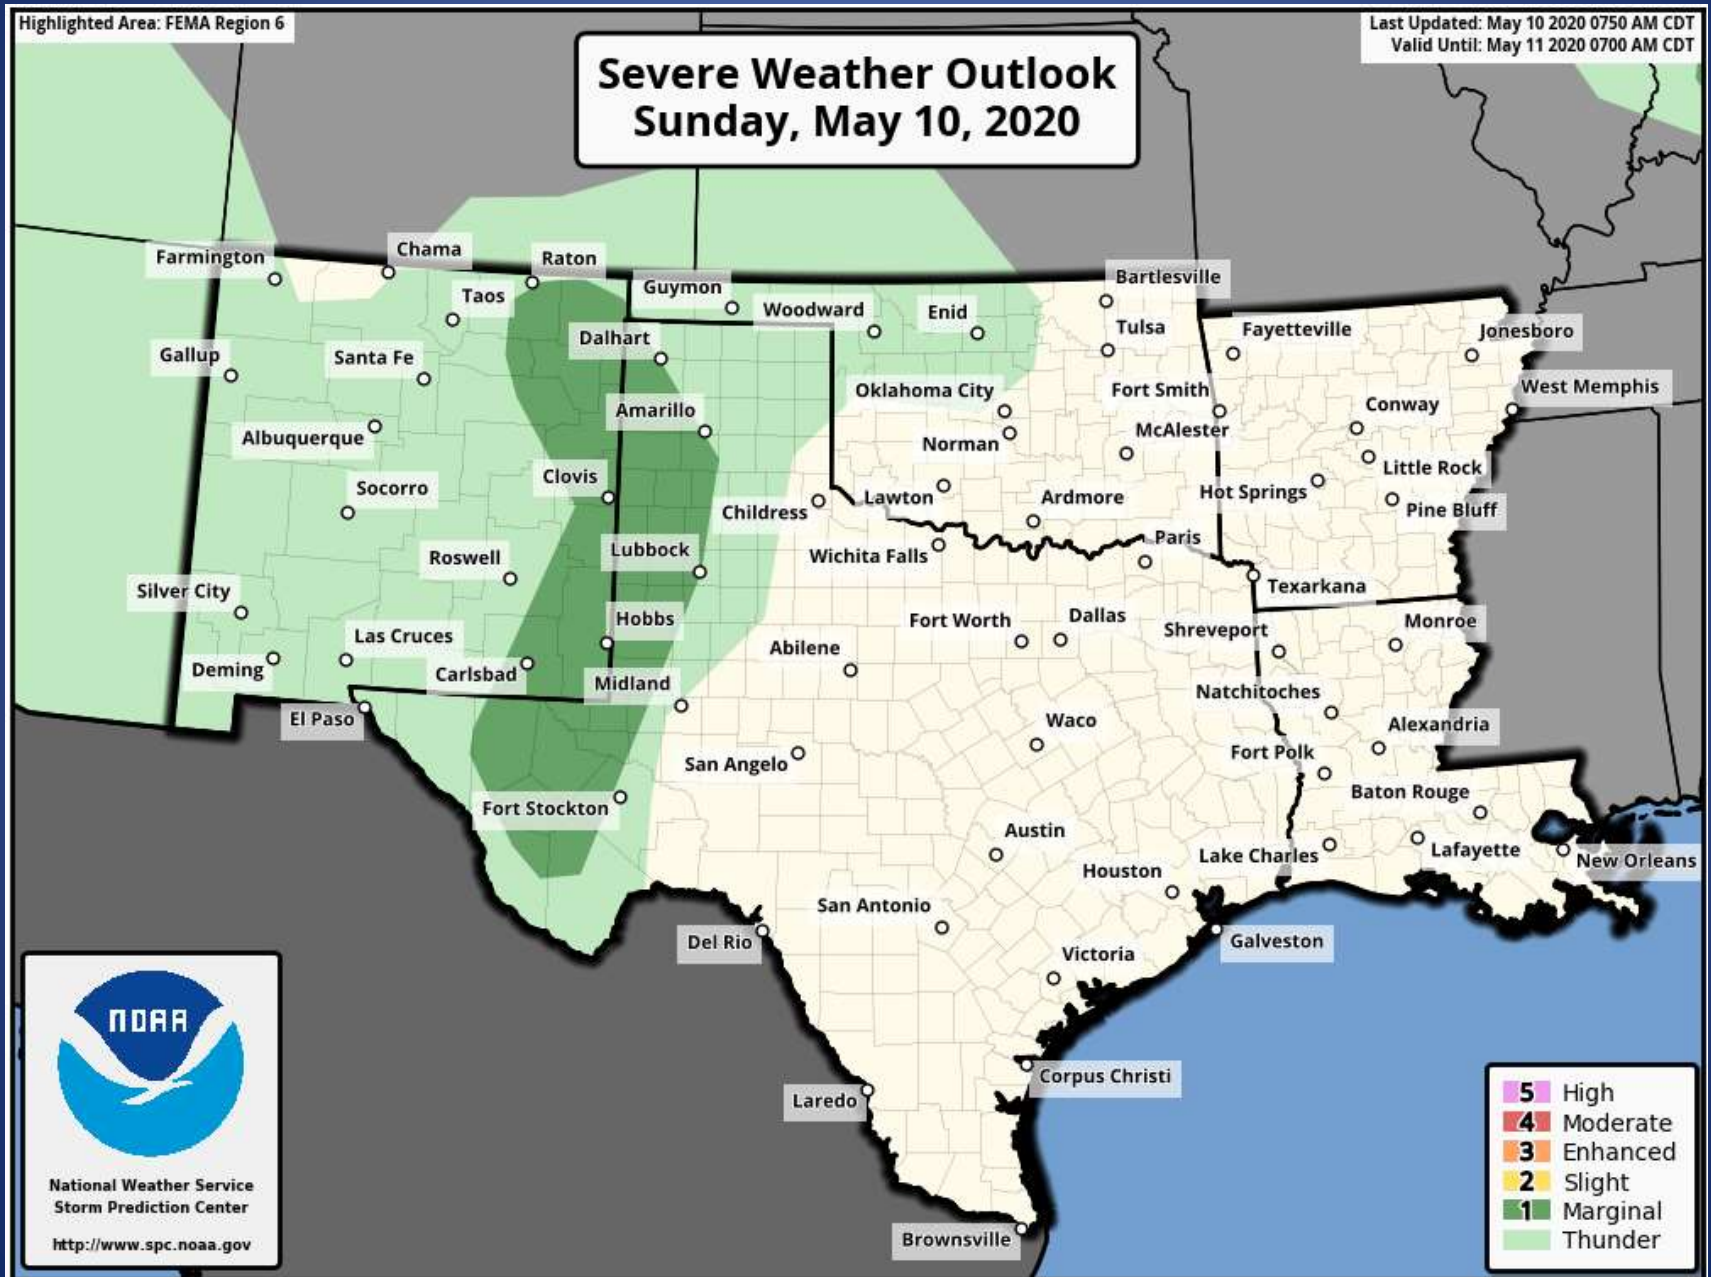 Highlighted Area: FEMA Region 6
Last Updated: May 10 2020 0750 AM CDT
Valid Until: May 11 2020 0700 AM CDT
Severe Weather Outlook
Sunday, May 10, 2020
Farmington
Chama
Raton
Taos
Guymon
Woodward
Enid
Bartlesville
Tulsa
Fayetteville
Jonesboro
Gallup
Santa Fe
Dalhart
Oklahoma City
Fort Smith
West Memphis
Albuquerque
Amarillo
Norman
McAlester
Conway
Socorro
Clovis
Childress
Lawton
Ardmore
Hot Springs
Little Rock
Pine Bluff
Roswell
Lubbock
Wichita Falls
Paris
Texarkana
Silver City
Hobbs
Las Cruces
Fort Worth
Dallas
Shreveport
Monroe
Deming
Carlsbad
Midland
Abilene
Natchitoches
El Paso
Waco
Alexandria
San Angelo
Fort Polk
Fort Stockton
Baton Rouge
Austin
Lake Charles
Lafayette
New Orleans
Houston
San Antonio
Del Rio
Victoria
Galveston
Corpus Christi
Laredo
Brownsville
NOAA
National Weather Service
Storm Prediction Center
http://www.spc.noaa.gov
5 High
4 Moderate
3 Enhanced
2 Slight
1 Marginal
Thunder